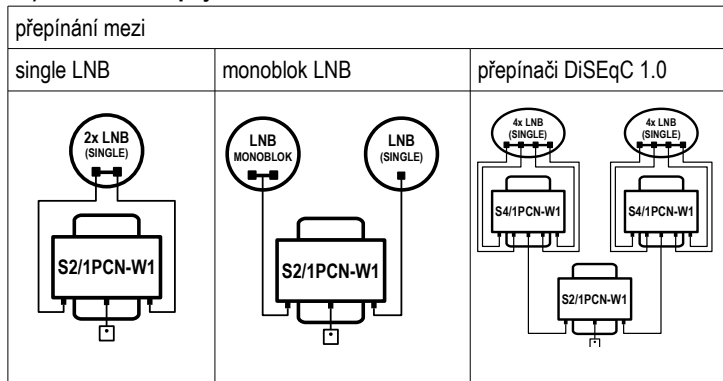 přepínání mezi
single LNB
monoblok LNB
přepínači DiSEqC 1.0
2x LNB
(SINGLE)
S2/1PCN-W1
LNB
MONOBLOK
LNB
(SINGLE)
S2/1PCN-W1
4x LNB
(SINGLE)
4x LNB
(SINGLE)
S4/1PCN-W1
S4/1PCN-W1
S2/1PCN-W1